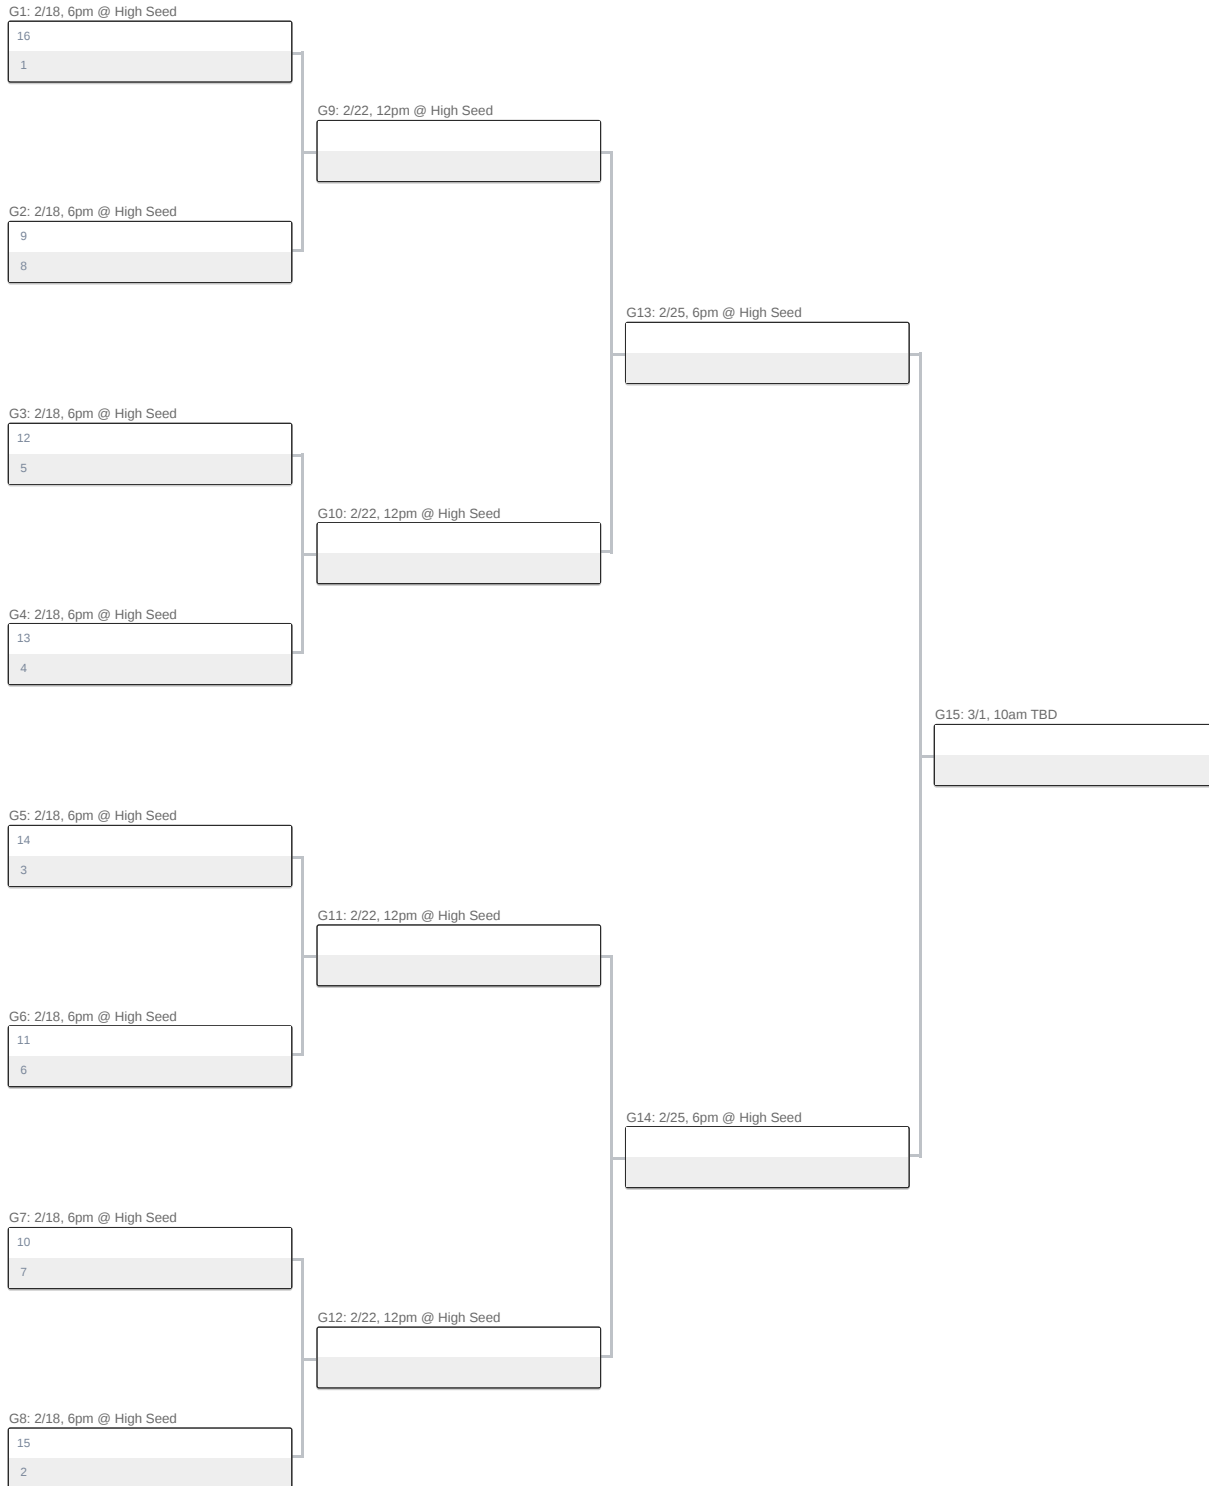 G1: 2/18, 6pm @ High Seed
16
1
G9: 2/22, 12pm @ High Seed
G2: 2/18, 6pm @ High Seed
9
8
G13: 2/25, 6pm @ High Seed
G3: 2/18, 6pm @ High Seed
12
5
G10: 2/22, 12pm @ High Seed
G4: 2/18, 6pm @ High Seed
13
4
G15: 3/1, 10am TBD
G5: 2/18, 6pm @ High Seed
14
3
G11: 2/22, 12pm @ High Seed
G6: 2/18, 6pm @ High Seed
11
6
G14: 2/25, 6pm @ High Seed
G7: 2/18, 6pm @ High Seed
10
7
G12: 2/22, 12pm @ High Seed
G8: 2/18, 6pm @ High Seed
15
2